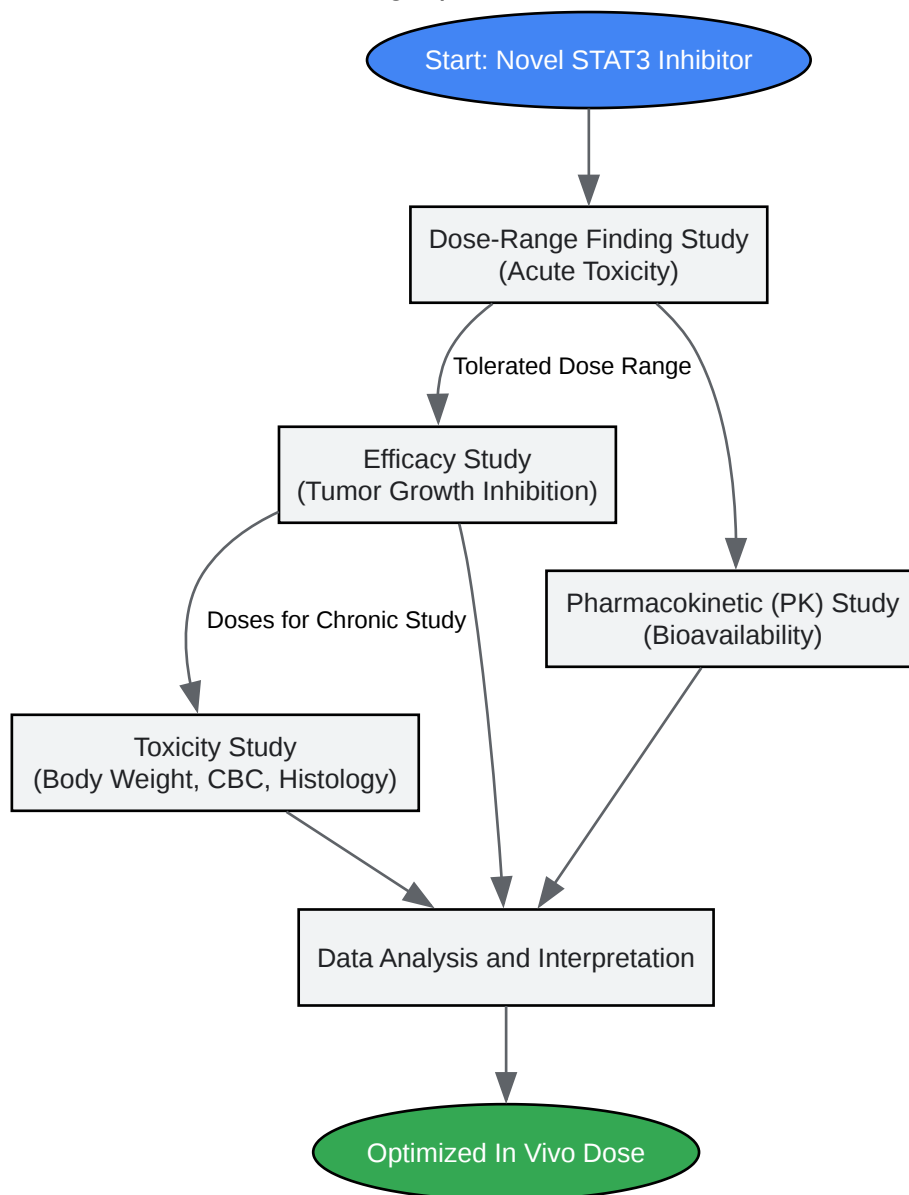 Start: Novel STAT3 Inhibitor
Dose-Range Finding Study
(Acute Toxicity)
Tolerated Dose Range
Efficacy Study
(Tumor Growth Inhibition)
Pharmacokinetic (PK) Study
(Bioavailability)
Doses for Chronic Study
Toxicity Study
(Body Weight, CBC, Histology)
Data Analysis and Interpretation
Optimized In Vivo Dose